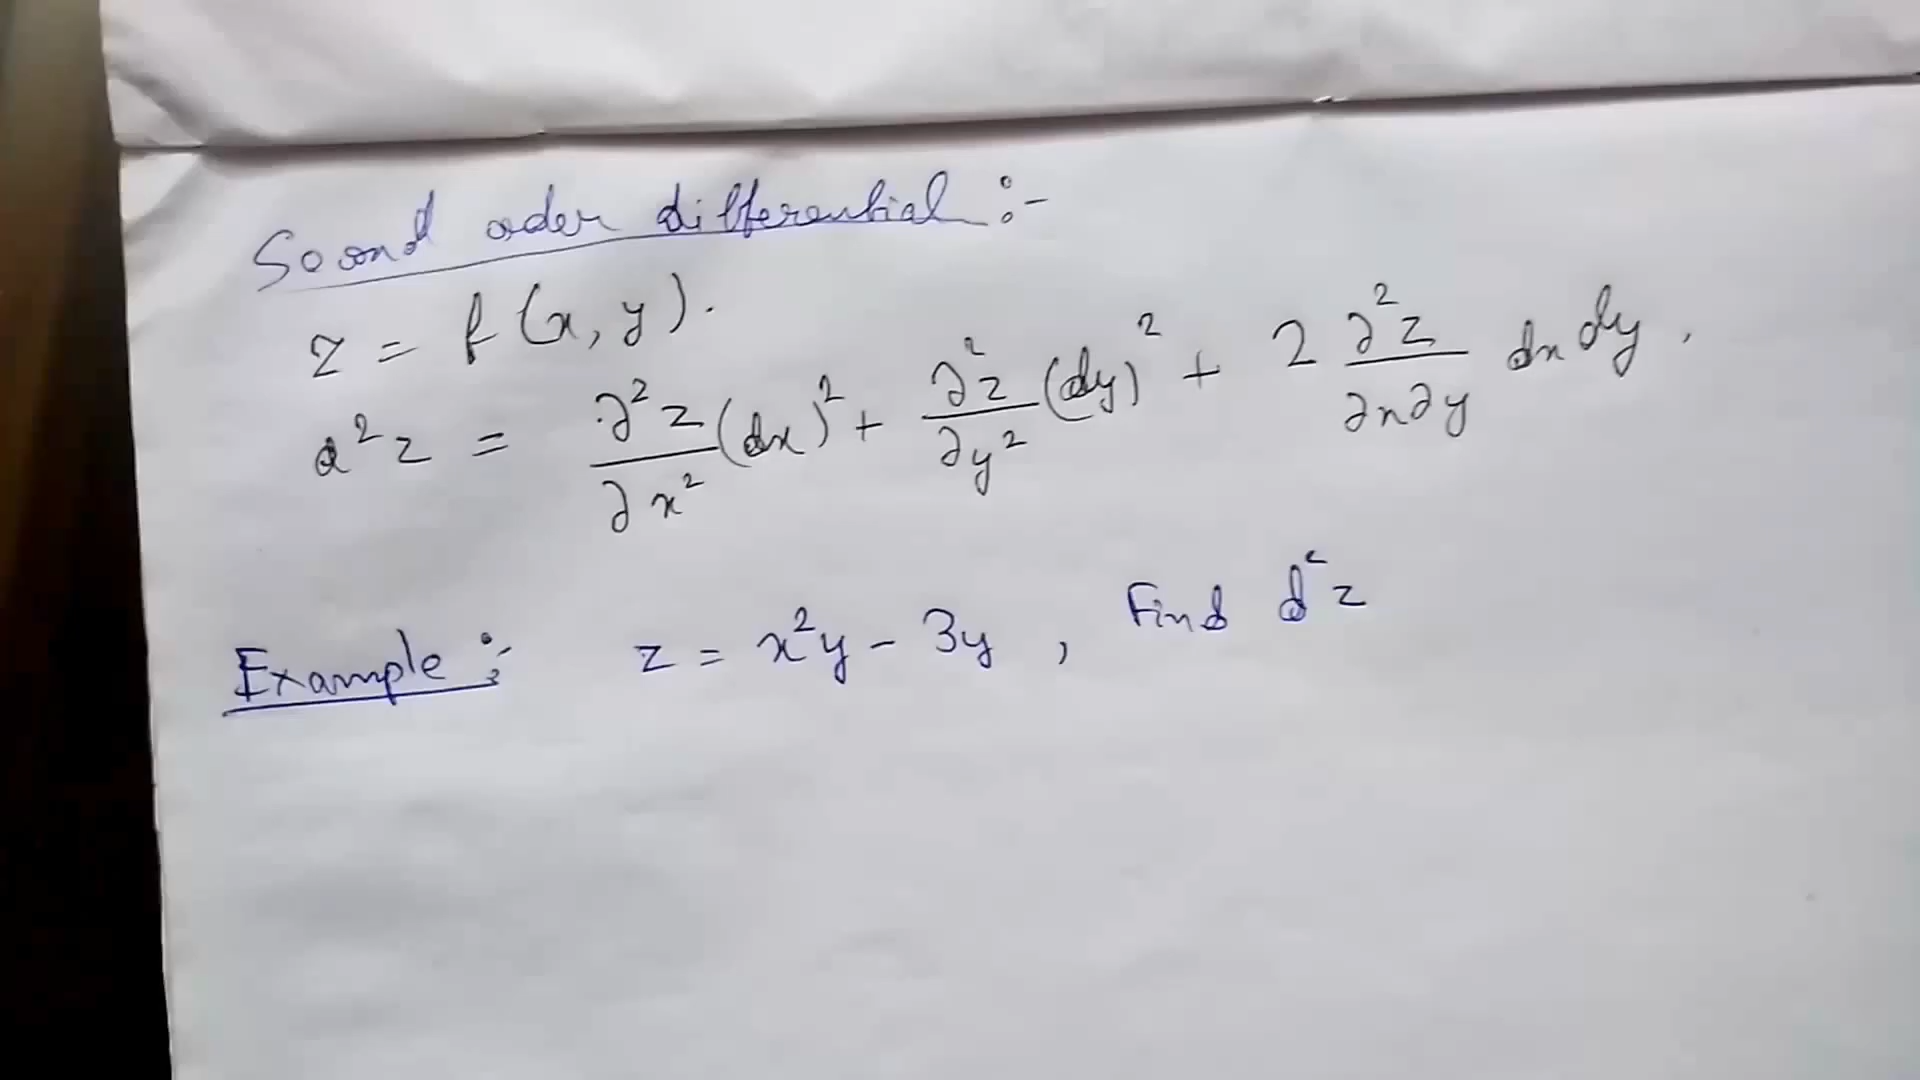 Second order differential :-
z = f(x, y).
d²z = ∂²z/∂x² (dx)² + ∂²z/∂y² (dy)² + 2 ∂²z/∂x∂y dx dy.
Example :- z = x²y - 3y , Find d²z